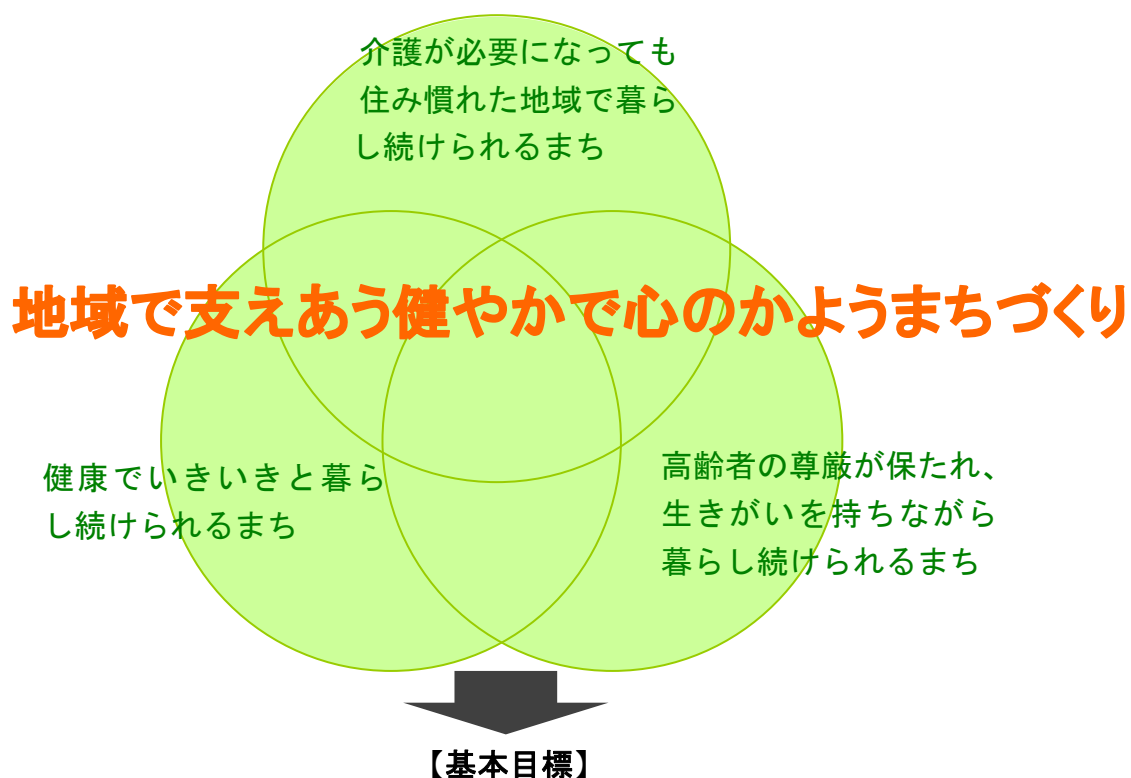 介護が必要になっても
住み慣れた地域で暮ら
し続けられるまち
地域で支えあう健やかで心のかようまちづくり
健康でいきいきと暮ら
し続けられるまち
高齢者の尊厳が保たれ、
生きがいを持ちながら
暮らし続けられるまち
【基本目標】